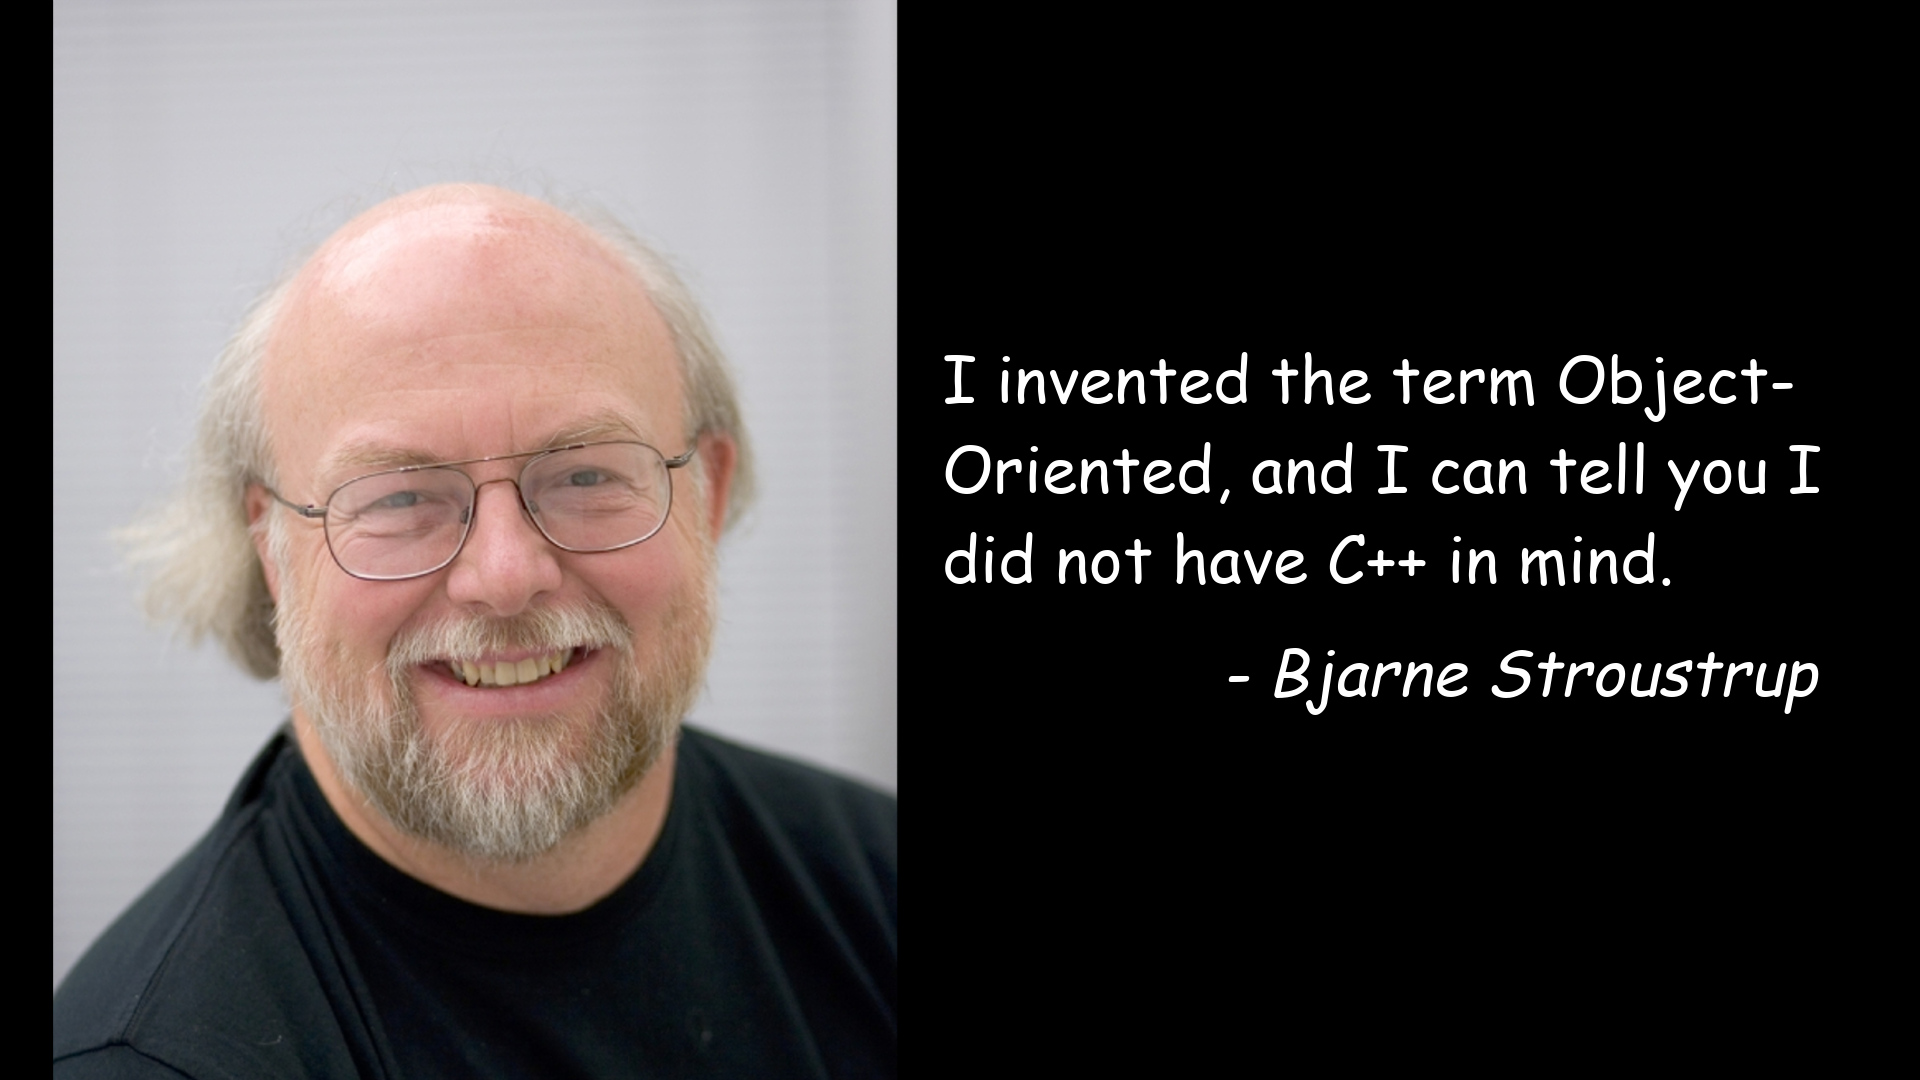 I invented the term Object-
Oriented, and I can tell you I
did not have C++ in mind.
- Bjarne Stroustrup